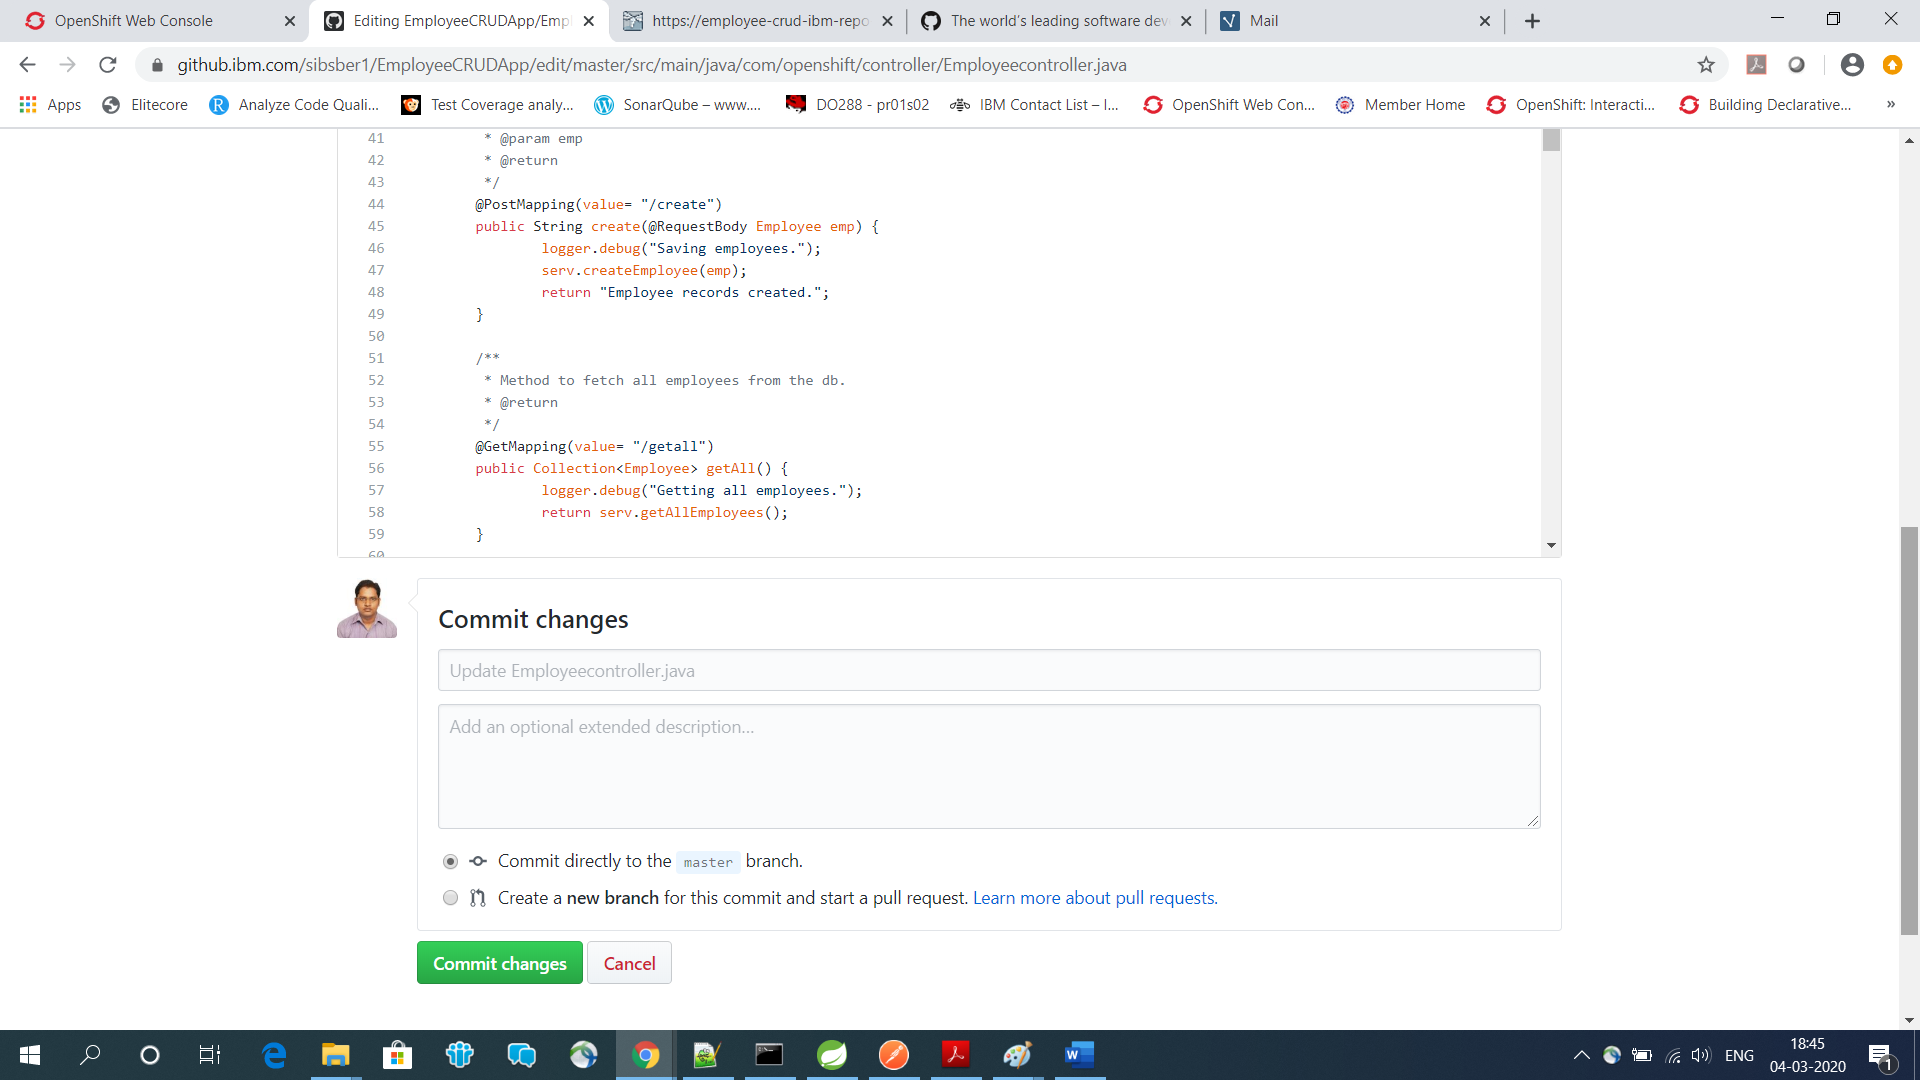 OpenShift Web Console
Editing EmployeeCRUDApp/Empl
https://employee-crud-ibm-repo
The world's leading software dev
Mail
github.ibm.com/sibsber1/EmployeeCRUDApp/edit/master/src/main/java/com/openshift/controller/Employeecontroller.java
Apps
Elitecore
Analyze Code Quali...
Test Coverage analy...
SonarQube – www....
DO288 - pr01s02
IBM Contact List – I...
OpenShift Web Con...
Member Home
OpenShift: Interacti...
Building Declarative...
»
41 * @param emp
42 * @return
43 */
44 @PostMapping(value= "/create")
45 public String create(@RequestBody Employee emp) {
46 logger.debug("Saving employees.");
47 serv.createEmployee(emp);
48 return "Employee records created.";
49 }
50
51 /**
52 * Method to fetch all employees from the db.
53 * @return
54 */
55 @GetMapping(value= "/getall")
56 public Collection<Employee> getAll() {
57 logger.debug("Getting all employees.");
58 return serv.getAllEmployees();
59 }
60
Commit changes
Update Employeecontroller.java
Add an optional extended description...
Commit directly to the master branch.
Create a new branch for this commit and start a pull request. Learn more about pull requests.
Commit changes
Cancel
ENG
18:45
04-03-2020
1